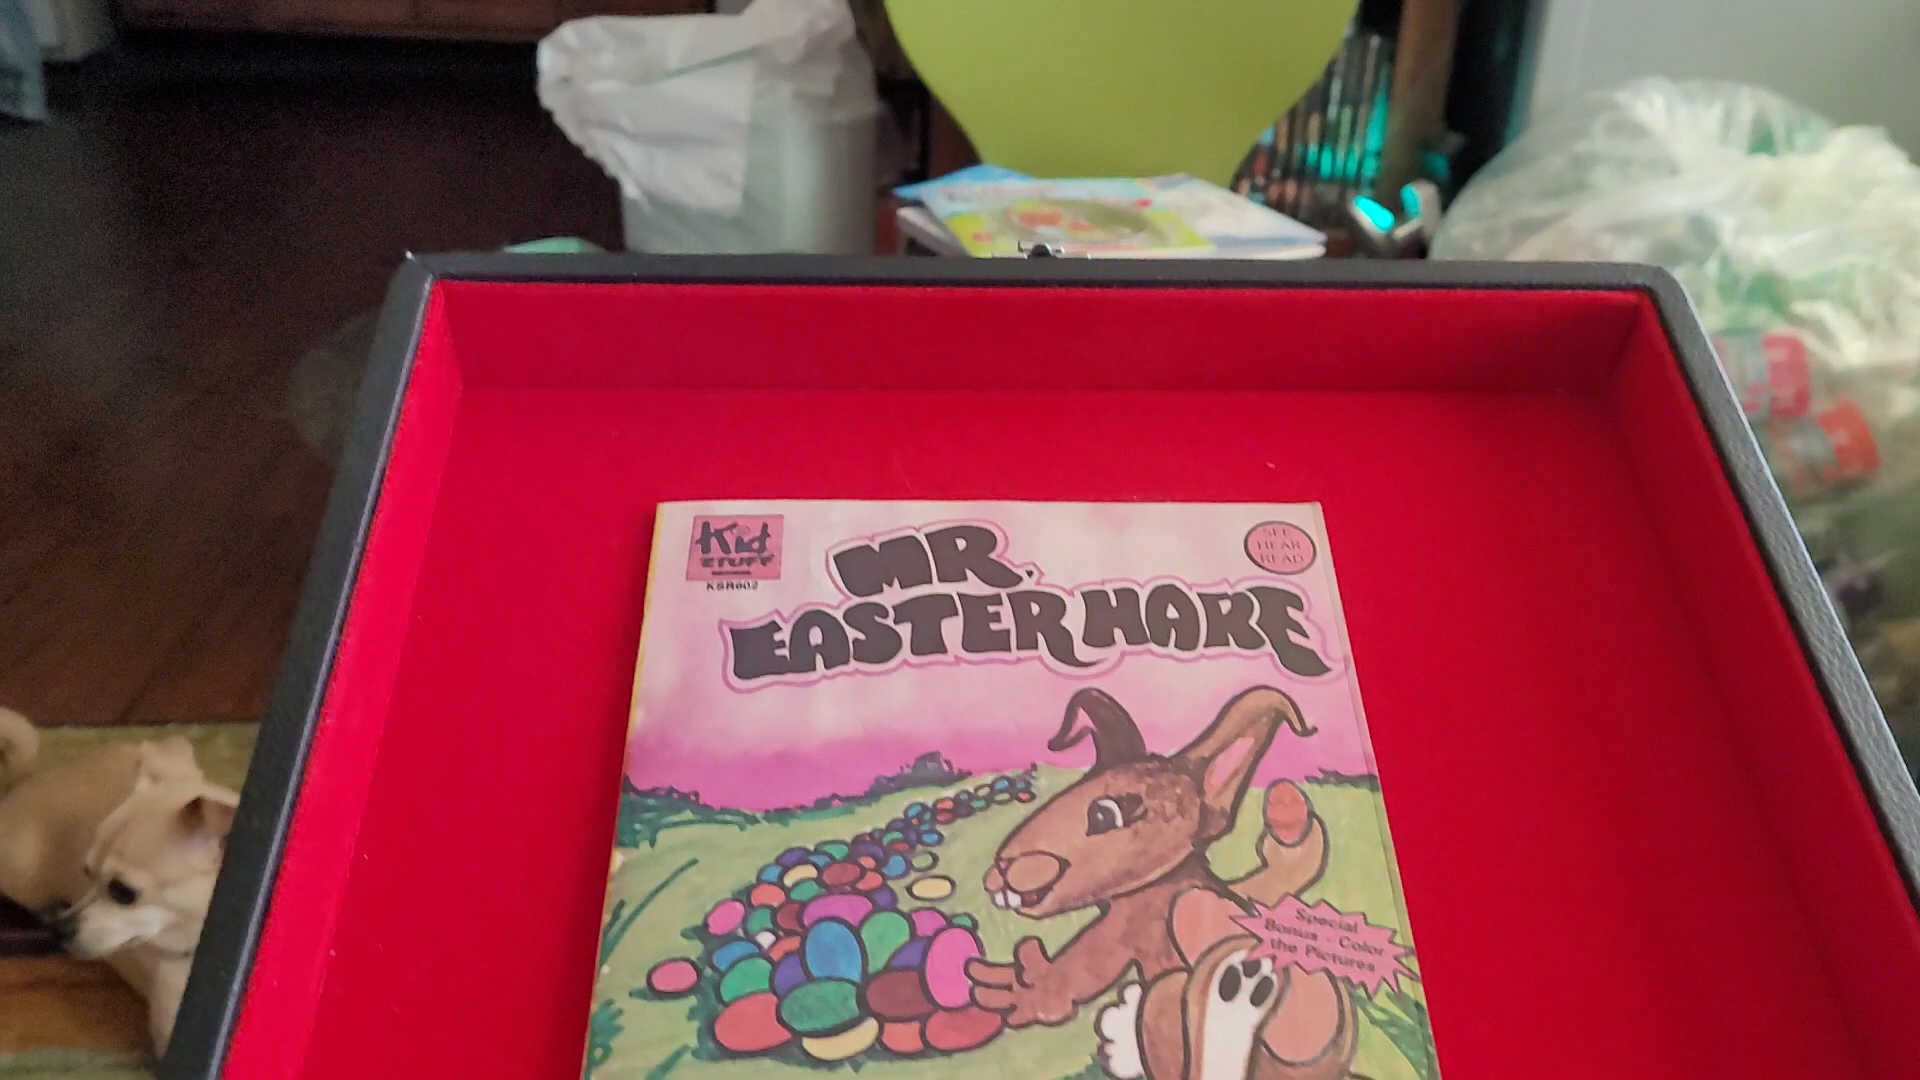 Kid
STUFF
KSR602
MR.
EASTER HARE
SEE
HEAR
READ
Special
Bonus - Color
the Pictures